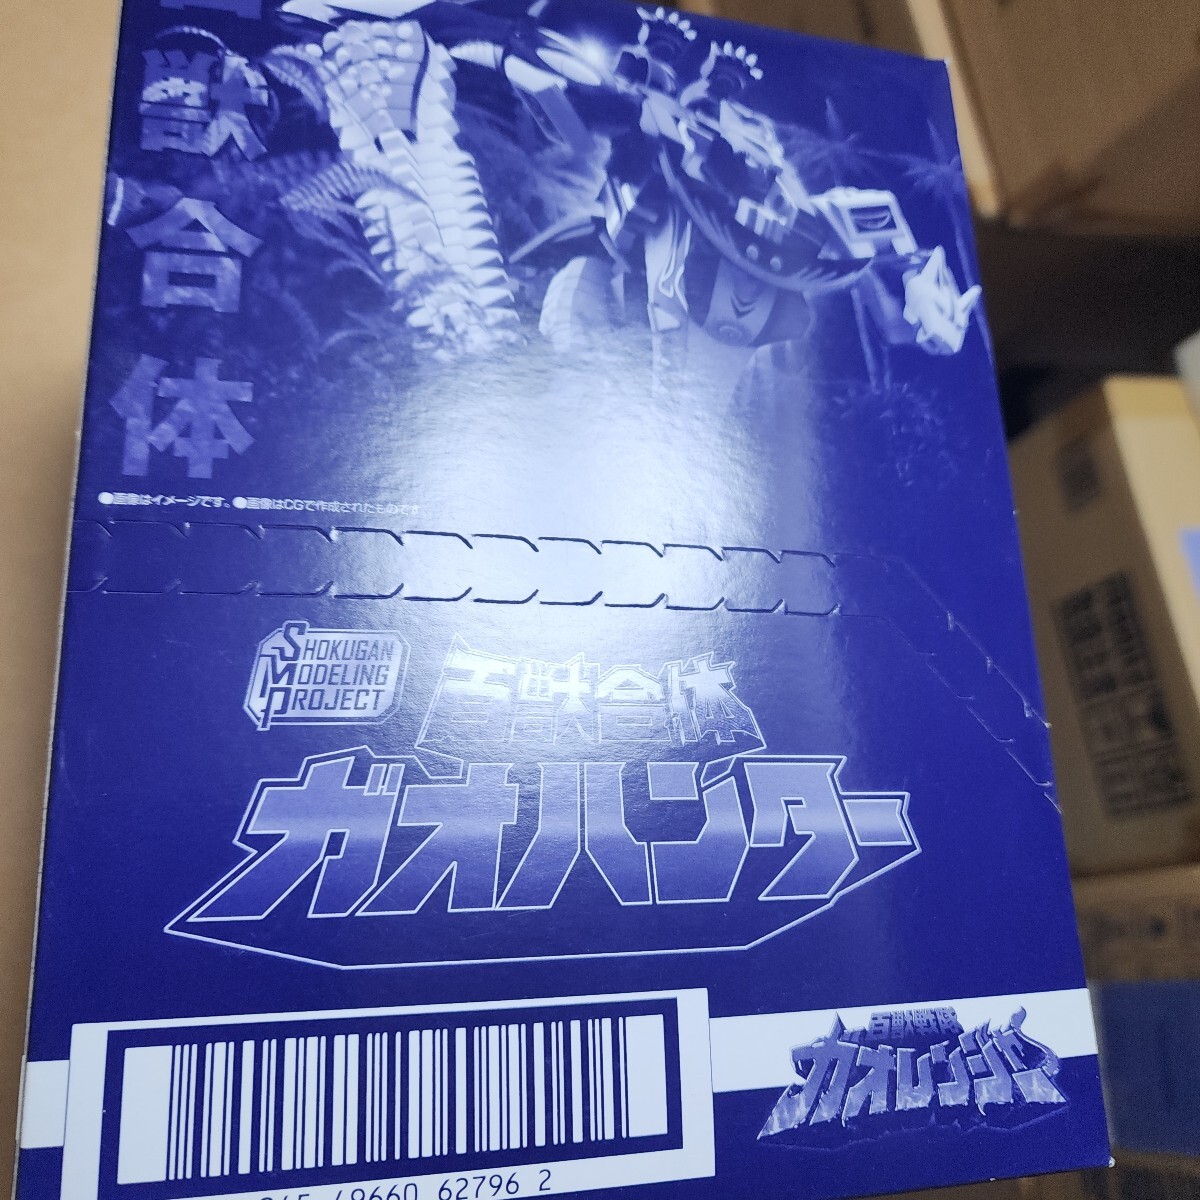 獣合体
●画像はイメージです。●画像はCGで作成されたものです
SHOKUGAN
MODELING
PROJECT
百獣合体
ガオハンター
百獣戦隊
ガオレンジャー
49660 62796 2